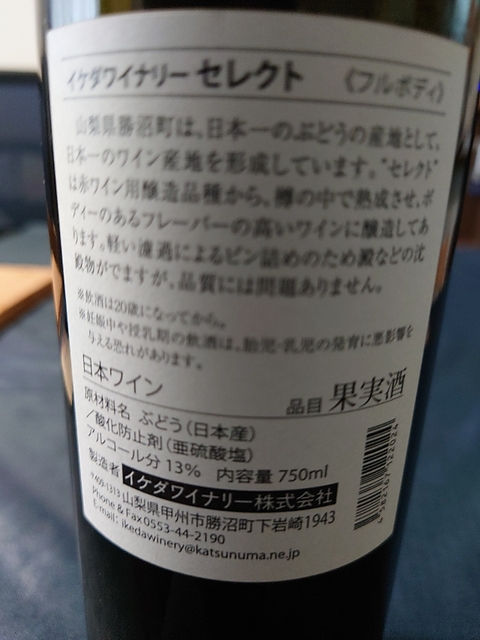 イケダワイナリー セレクト 《フルボディ》
山梨県勝沼町は、日本一のぶどうの産地として、
日本一のワイン産地を形成しています。"セレクト"
は赤ワイン用醸造品種から、樽の中で熟成させ、ボ
ディーのあるフレーバーの高いワインに醸造してあ
ります。軽い濾過によるビン詰めのため澱などの沈
殿物がでますが、品質には問題ありません。
※飲酒は20歳になってから。
※妊娠中や授乳期の飲酒は、胎児・乳児の発育に悪影響を
与える恐れがあります。
日本ワイン
品目 果実酒
原材料名 ぶどう（日本産）
/酸化防止剤（亜硫酸塩）
アルコール分 13% 内容量 750ml
製造者 イケダワイナリー株式会社
〒409-1313 山梨県甲州市勝沼町下岩崎1943
Phone & Fax 0553-44-2190
E-mail: ikedawinery@katsunuma.ne.jp
4582167122024